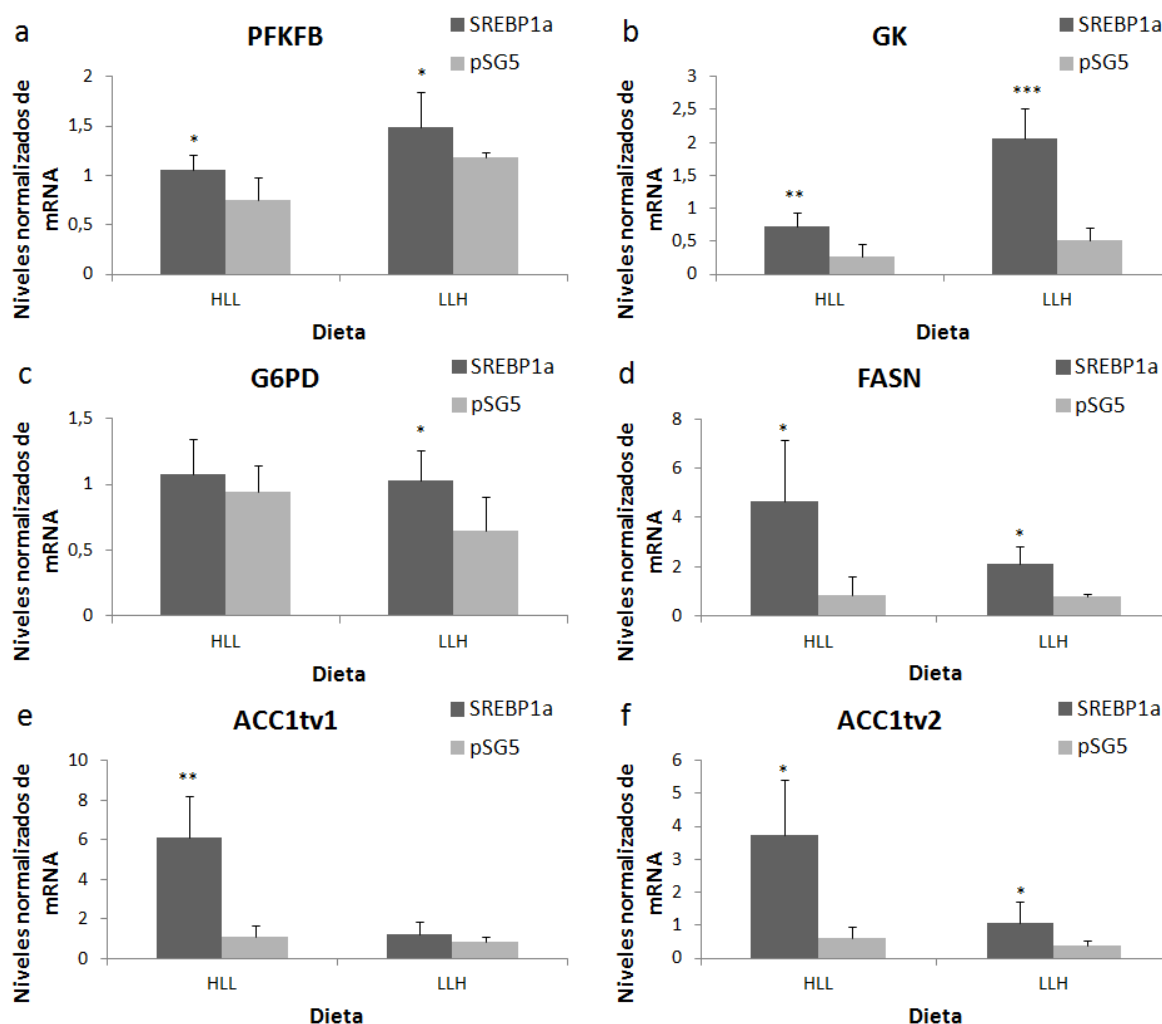 a
PFKFB
SREBP1a
pSG5
Niveles normalizados de
mRNA
2
1,5
1
0,5
0
*
*
HLL
LLH
Dieta
b
GK
SREBP1a
pSG5
Niveles normalizados de
mRNA
3
2,5
2
1,5
1
0,5
0
**
***
HLL
LLH
Dieta
c
G6PD
SREBP1a
pSG5
Niveles normalizados de
mRNA
1,5
1
0,5
0
*
HLL
LLH
Dieta
d
FASN
SREBP1a
pSG5
Niveles normalizados de
mRNA
8
6
4
2
0
*
*
HLL
LLH
Dieta
e
ACC1tv1
SREBP1a
pSG5
Niveles normalizados de
mRNA
10
8
6
4
2
0
**
HLL
LLH
Dieta
f
ACC1tv2
SREBP1a
pSG5
Niveles normalizados de
mRNA
6
5
4
3
2
1
0
*
*
HLL
LLH
Dieta